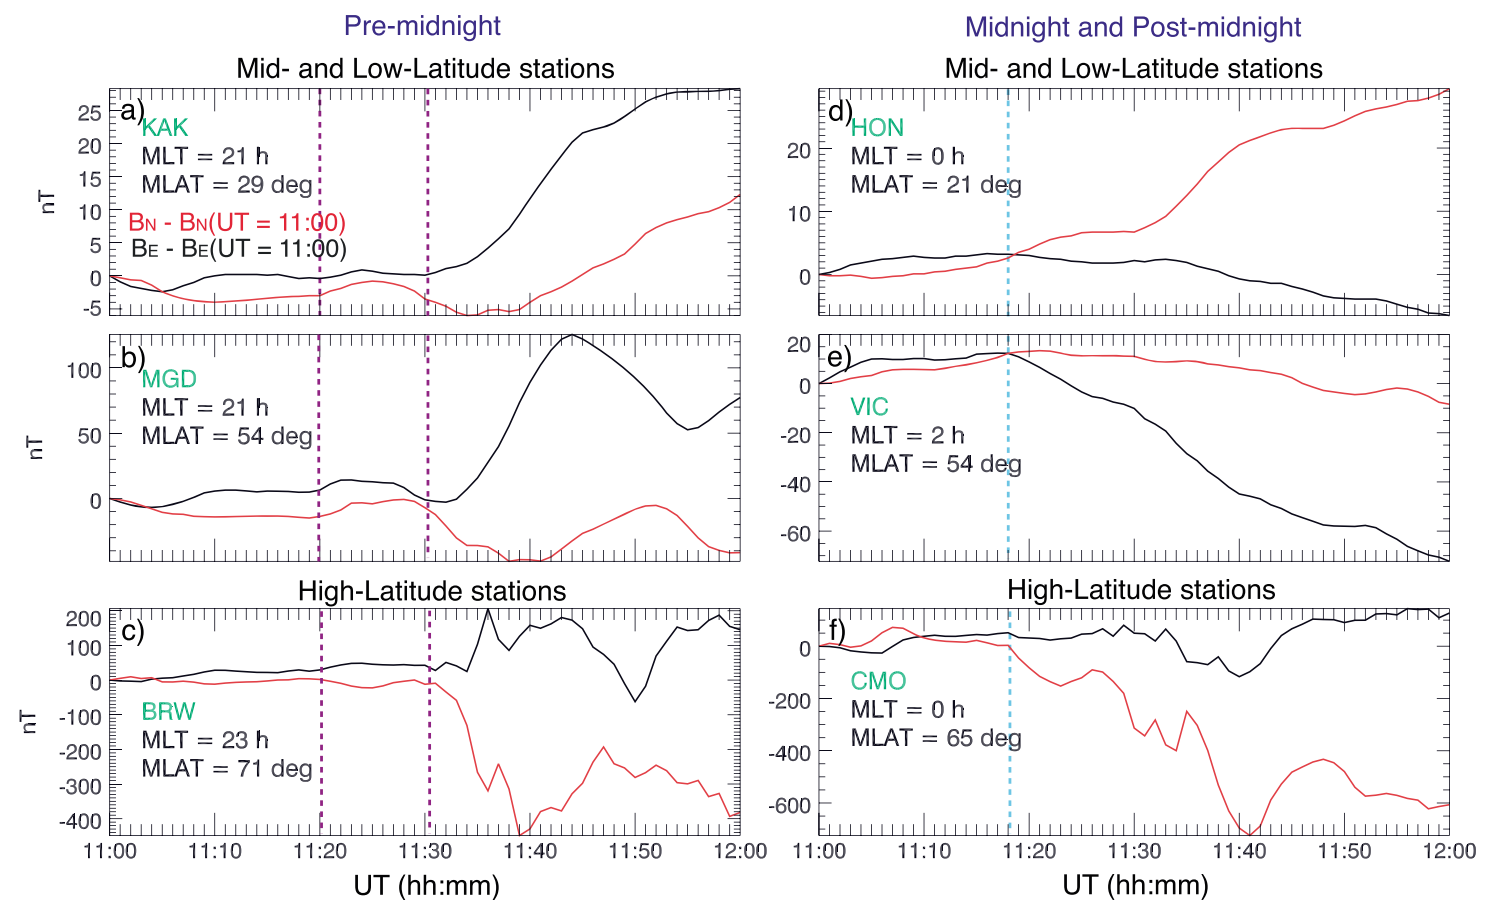 Pre-midnight
Midnight and Post-midnight
Mid- and Low-Latitude stations
Mid- and Low-Latitude stations
a)
KAK
MLT = 21 h
MLAT = 29 deg
BN - BN(UT = 11:00)
BE - BE(UT = 11:00)
25
20
15
10
5
0
-5
nT
d)
HON
MLT = 0 h
MLAT = 21 deg
20
10
0
b)
MGD
MLT = 21 h
MLAT = 54 deg
100
50
0
nT
e)
VIC
MLT = 2 h
MLAT = 54 deg
20
0
-20
-40
-60
High-Latitude stations
High-Latitude stations
c)
BRW
MLT = 23 h
MLAT = 71 deg
200
100
0
-100
-200
-300
-400
nT
f)
CMO
MLT = 0 h
MLAT = 65 deg
0
-200
-400
-600
11:00 11:10 11:20 11:30 11:40 11:50 12:00
11:00 11:10 11:20 11:30 11:40 11:50 12:00
UT (hh:mm)
UT (hh:mm)